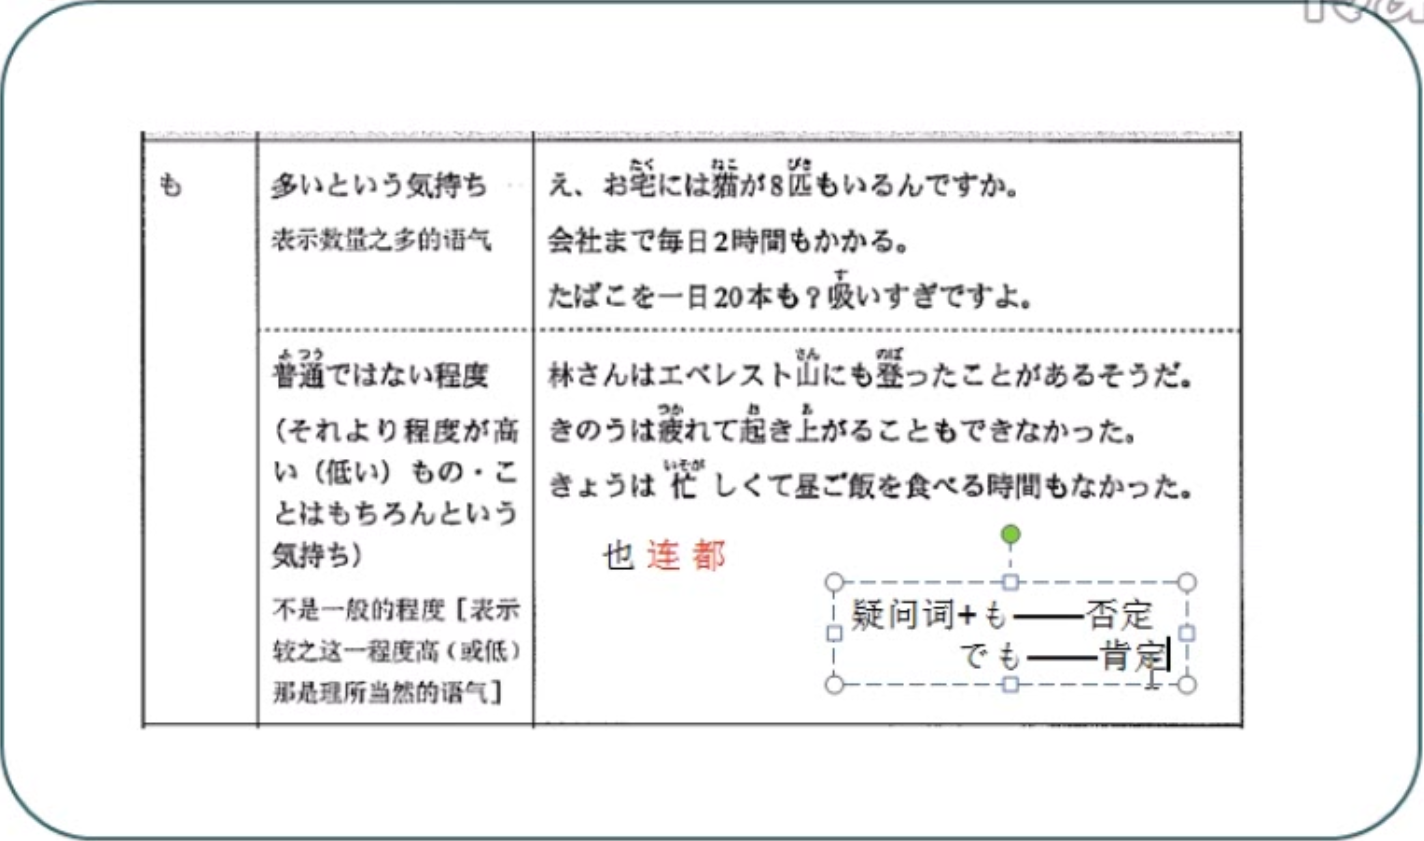 も
多いという気持ち
表示数量之多的语气
え、お宅には猫が8匹もいるんですか。
会社まで毎日2時間もかかる。
たばこを一日20本も？吸いすぎですよ。
普通ではない程度
(それより程度が高
い（低い）もの・こ
とはもちろんという
気持ち)
不是一般的程度［表示
较之这一程度高(或低)
那是理所当然的语气］
林さんはエベレスト山にも登ったことがあるそうだ。
きのうは疲れて起き上がることもできなかった。
きょうは忙しくて昼ご飯を食べる時間もなかった。
也 连 都
疑问词+も——否定
でも——肯定